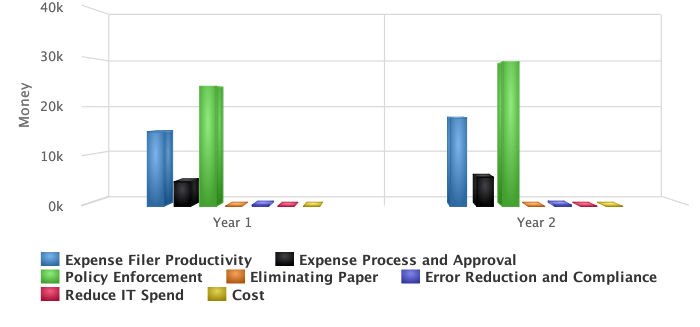 40k
30k
20k
10k
0k
Money
Year 1 Year 2
Expense Filer Productivity Expense Process and Approval
Policy Enforcement Eliminating Paper Error Reduction and Compliance
Reduce IT Spend Cost